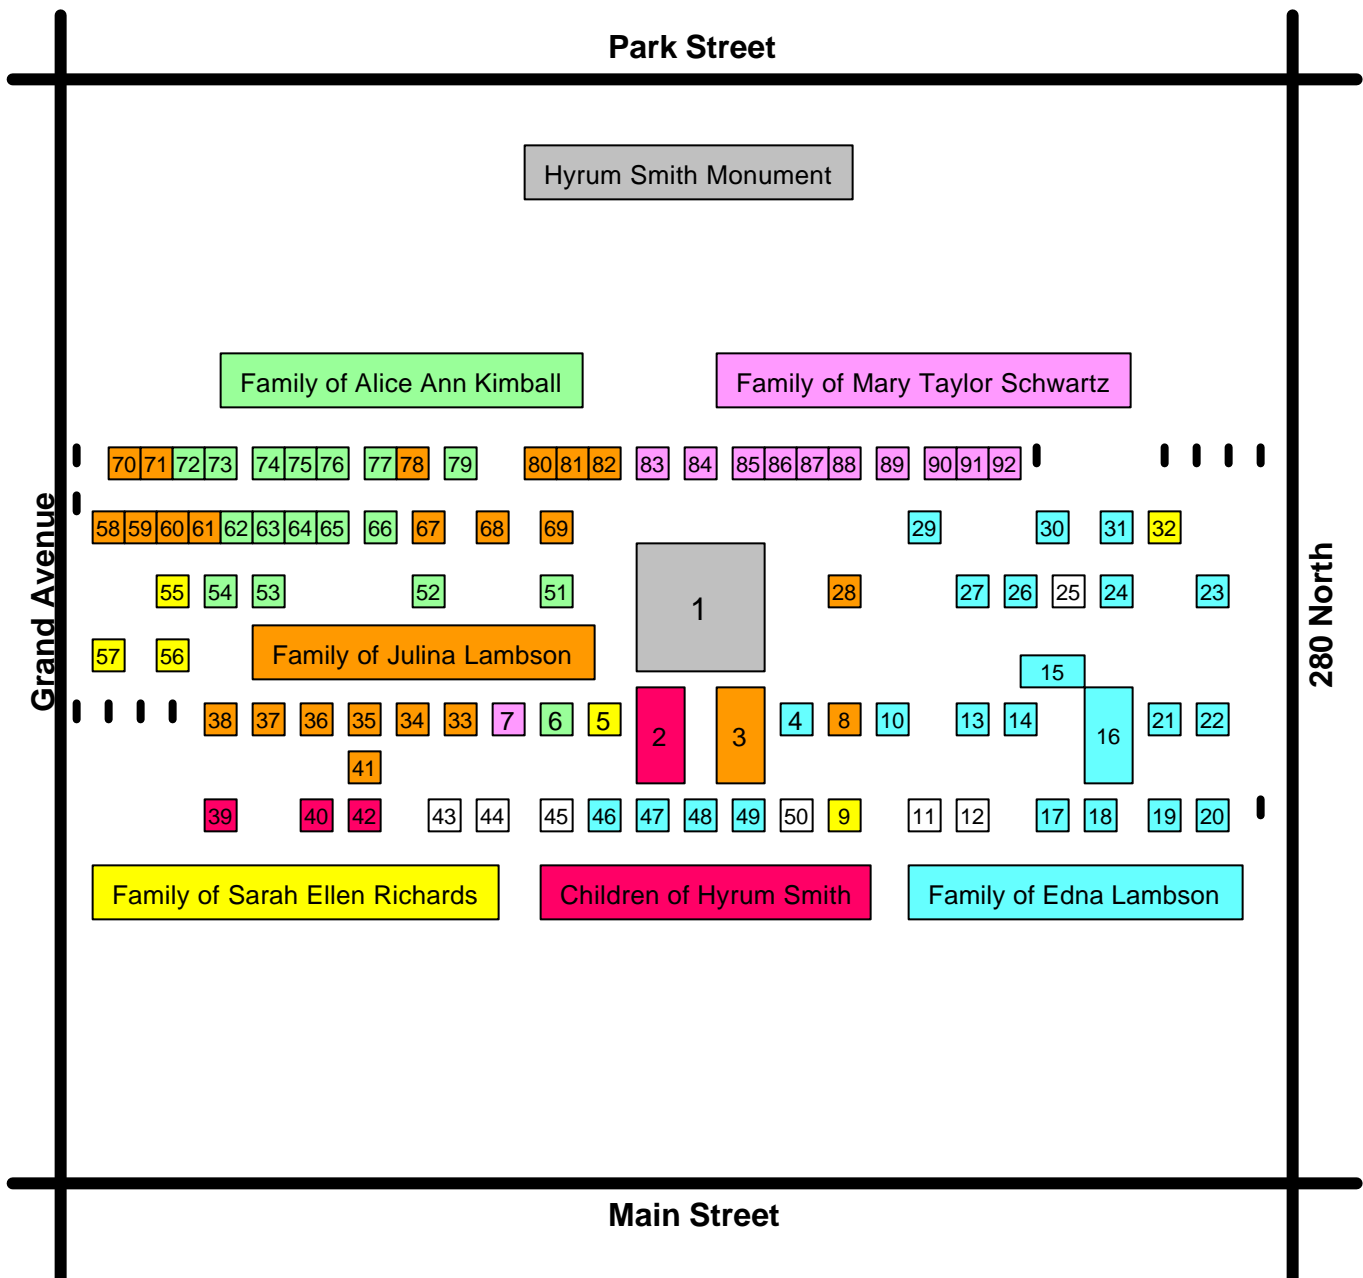 Park Street
Hyrum Smith Monument
Family of Alice Ann Kimball
Family of Mary Taylor Schwartz
70 71 72 73 74 75 76 77 78 79 80 81 82 83 84 85 86 87 88 89 90 91 92
58 59 60 61 62 63 64 65 66 67 68 69 29 30 31 32
55 54 53 52 51 28 27 26 25 24 23
1
57 56
Family of Julina Lambson
15
38 37 36 35 34 33 7 6 5 2 3 4 8 10 13 14 16 21 22
41
39 40 42 43 44 45 46 47 48 49 50 9 11 12 17 18 19 20
Family of Sarah Ellen Richards
Children of Hyrum Smith
Family of Edna Lambson
Grand Avenue
280 North
Main Street